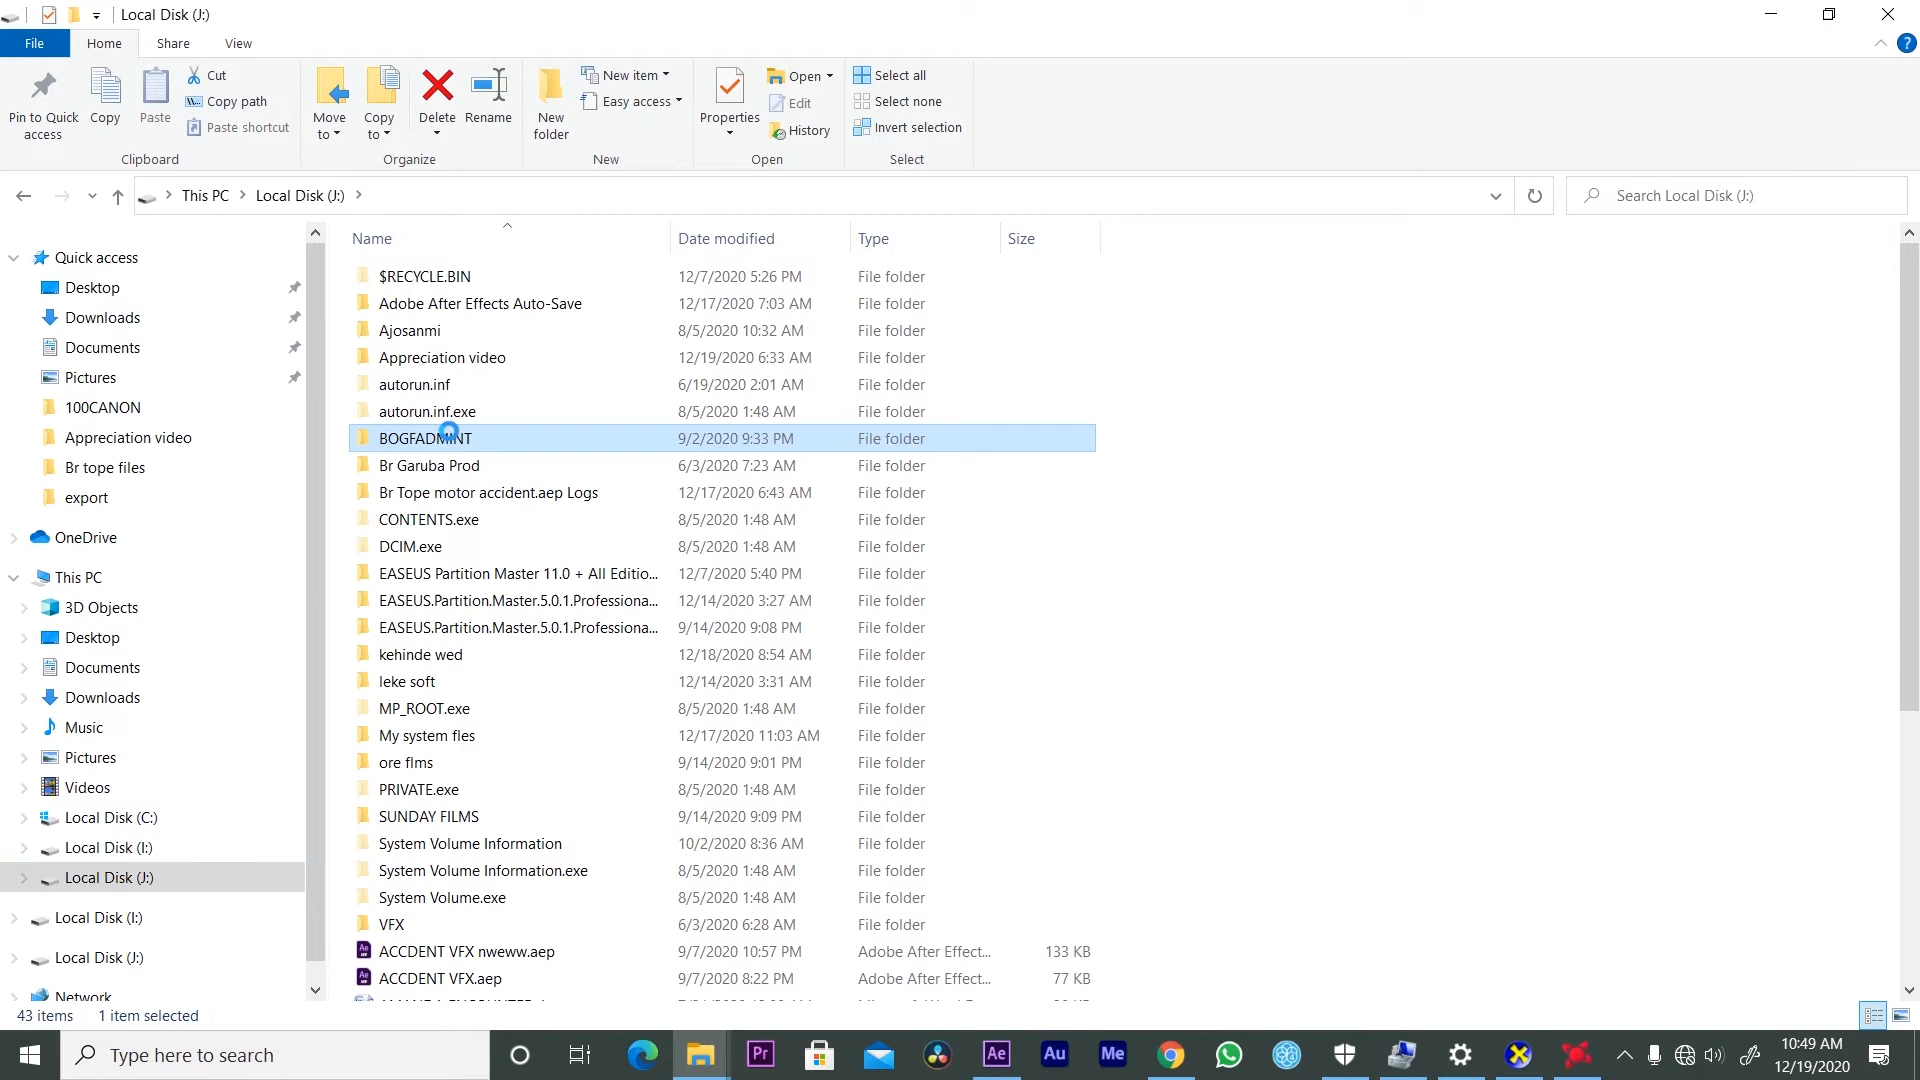 Local Disk (J:)
File Home Share View
Pin to Quick access
Copy
Paste
Cut
Copy path
Paste shortcut
Clipboard
Move to
Copy to
Delete
Rename
Organize
New folder
New item
Easy access
New
Properties
Open
Edit
History
Open
Select all
Select none
Invert selection
Select
This PC Local Disk (J:)
Search Local Disk (J:)
Quick access
Desktop
Downloads
Documents
Pictures
100CANON
Appreciation video
Br tope files
export
OneDrive
This PC
3D Objects
Desktop
Documents
Downloads
Music
Pictures
Videos
Local Disk (C:)
Local Disk (I:)
Local Disk (J:)
Local Disk (I:)
Local Disk (J:)
Network
Name Date modified Type Size
$RECYCLE.BIN 12/7/2020 5:26 PM File folder
Adobe After Effects Auto-Save 12/17/2020 7:03 AM File folder
Ajosanmi 8/5/2020 10:32 AM File folder
Appreciation video 12/19/2020 6:33 AM File folder
autorun.inf 6/19/2020 2:01 AM File folder
autorun.inf.exe 8/5/2020 1:48 AM File folder
BOGFADMINT 9/2/2020 9:33 PM File folder
Br Garuba Prod 6/3/2020 7:23 AM File folder
Br Tope motor accident.aep Logs 12/17/2020 6:43 AM File folder
CONTENTS.exe 8/5/2020 1:48 AM File folder
DCIM.exe 8/5/2020 1:48 AM File folder
EASEUS Partition Master 11.0 + All Editio... 12/7/2020 5:40 PM File folder
EASEUS.Partition.Master.5.0.1.Professiona... 12/14/2020 3:27 AM File folder
EASEUS.Partition.Master.5.0.1.Professiona... 9/14/2020 9:08 PM File folder
kehinde wed 12/18/2020 8:54 AM File folder
leke soft 12/14/2020 3:31 AM File folder
MP_ROOT.exe 8/5/2020 1:48 AM File folder
My system fles 12/17/2020 11:03 AM File folder
ore flms 9/14/2020 9:01 PM File folder
PRIVATE.exe 8/5/2020 1:48 AM File folder
SUNDAY FILMS 9/14/2020 9:09 PM File folder
System Volume Information 10/2/2020 8:36 AM File folder
System Volume Information.exe 8/5/2020 1:48 AM File folder
System Volume.exe 8/5/2020 1:48 AM File folder
VFX 6/3/2020 6:28 AM File folder
ACCDENT VFX nweww.aep 9/7/2020 10:57 PM Adobe After Effect... 133 KB
ACCDENT VFX.aep 9/7/2020 8:22 PM Adobe After Effect... 77 KB
43 items 1 item selected
Type here to search
Pr
Ae
Au
Me
10:49 AM
12/19/2020